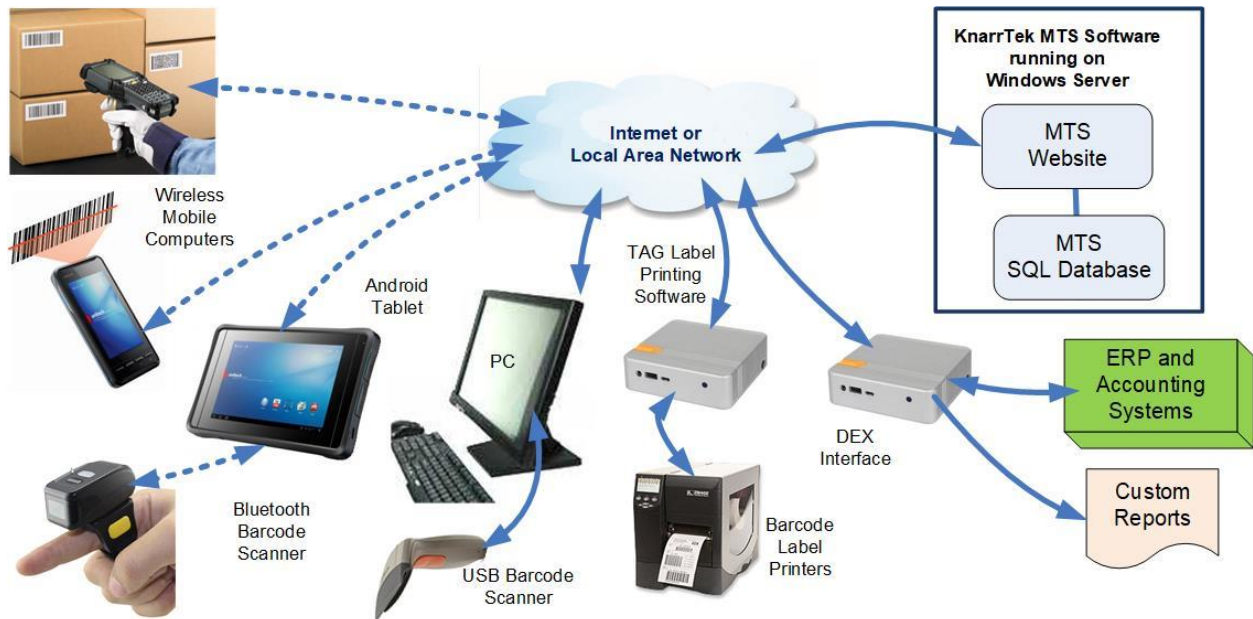 KnarrTek MTS Software
running on
Windows Server
MTS
Website
MTS
SQL Database
Internet or
Local Area Network
Wireless
Mobile
Computers
Android
Tablet
PC
TAG Label
Printing
Software
DEX
Interface
ERP and
Accounting
Systems
Custom
Reports
Bluetooth
Barcode
Scanner
USB Barcode
Scanner
Barcode
Label
Printers